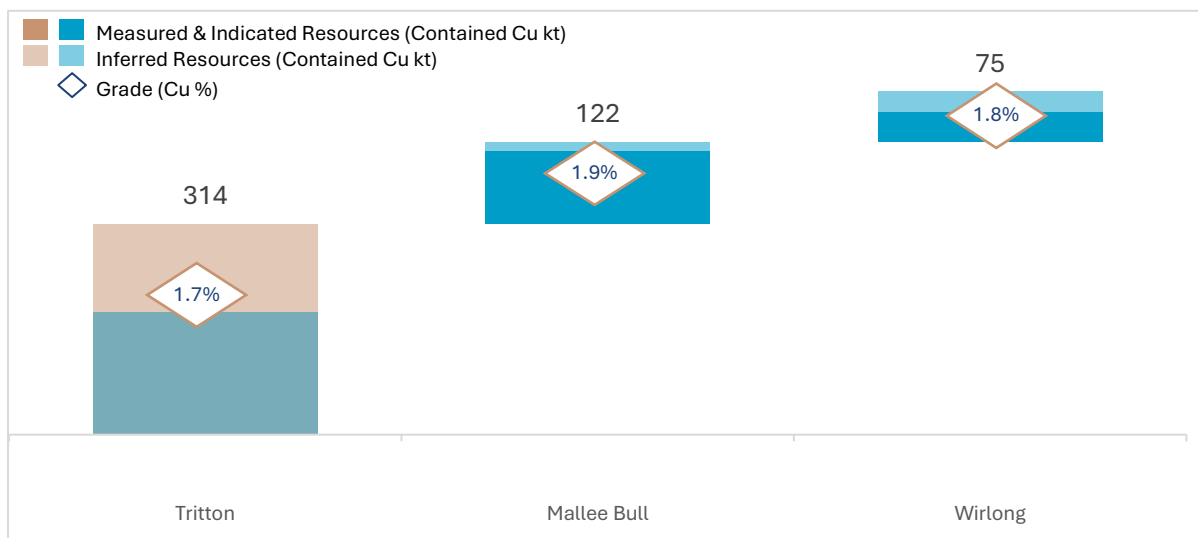 Measured & Indicated Resources (Contained Cu kt)
Inferred Resources (Contained Cu kt)
Grade (Cu %)
314
122
75
1.7%
1.9%
1.8%
Tritton
Mallee Bull
Wirlong